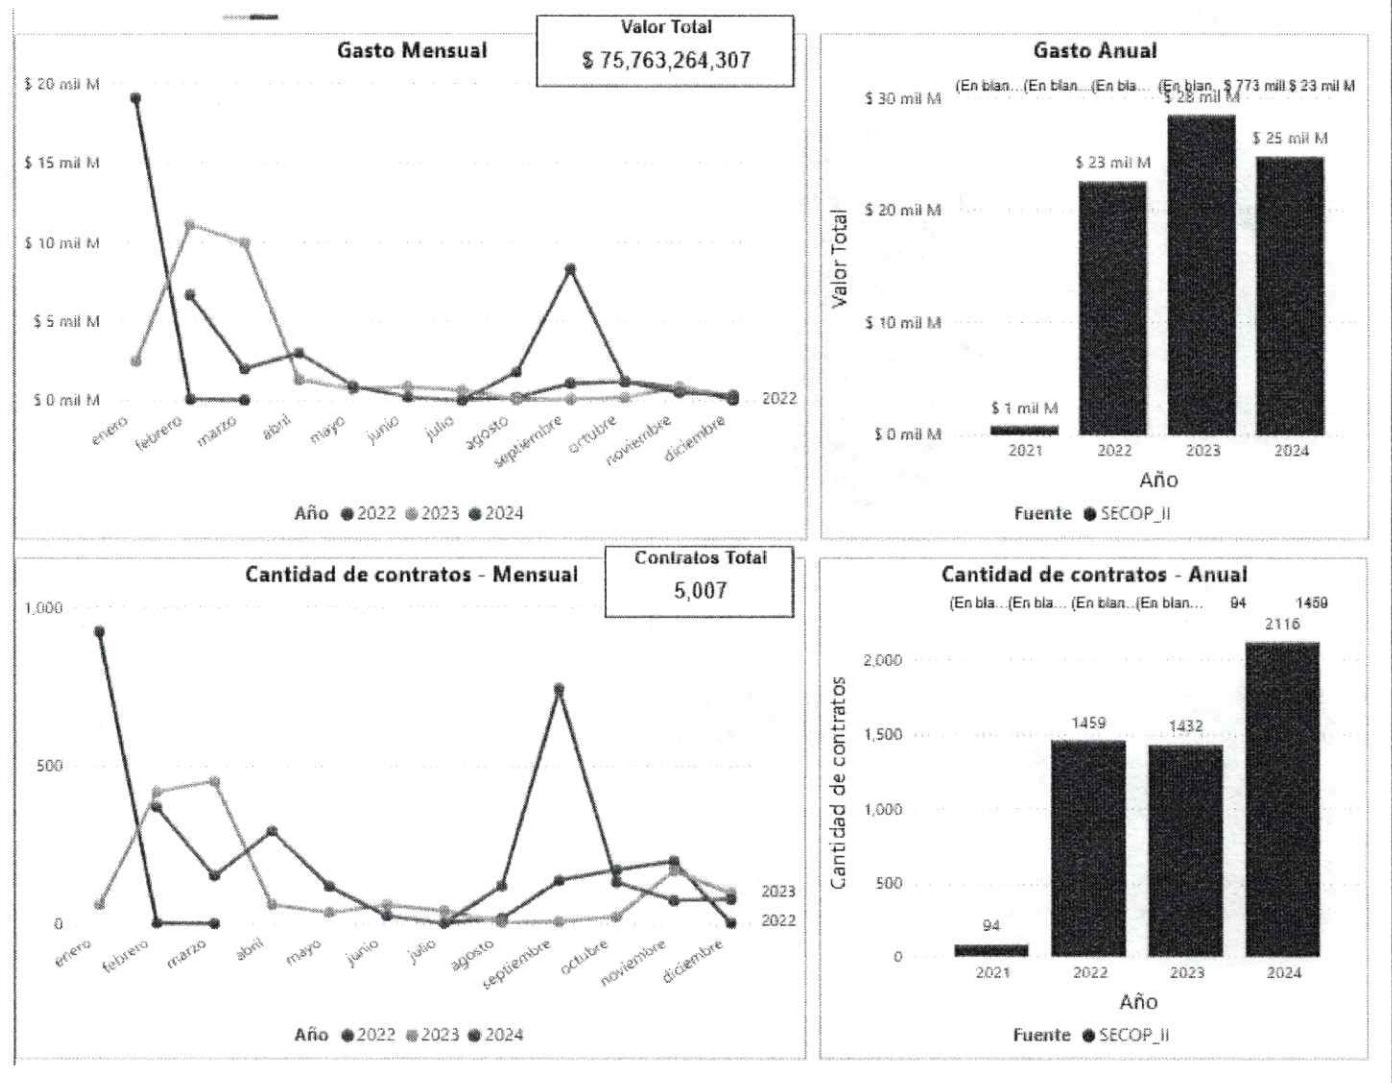 Gasto Mensual
Valor Total
$ 75,763,264,307
$ 20 mil M
$ 15 mil M
$ 10 mil M
$ 5 mil M
$ 0 mil M
2022
enero febrero marzo abril mayo junio julio agosto septiembre octubre noviembre diciembre
Año 2022 2023 2024
Gasto Anual
(En blan... (En blan... (En bla... (En blan... $ 773 mill $ 23 mil M
$ 28 mil M
$ 30 mil M
$ 25 mil M
$ 23 mil M
$ 20 mil M
$ 10 mil M
$ 1 mil M
$ 0 mil M
Valor Total
2021 2022 2023 2024
Año
Fuente SECOP_II
Cantidad de contratos - Mensual
Contratos Total
5,007
1,000
500
0
2023
2022
enero febrero marzo abril mayo junio julio agosto septiembre octubre noviembre diciembre
Año 2022 2023 2024
Cantidad de contratos - Anual
(En bla... (En bla... (En blan... (En blan... 94 1459
2116
2,000
1459
1432
1,500
1,000
500
94
0
Cantidad de contratos
2021 2022 2023 2024
Año
Fuente SECOP_II